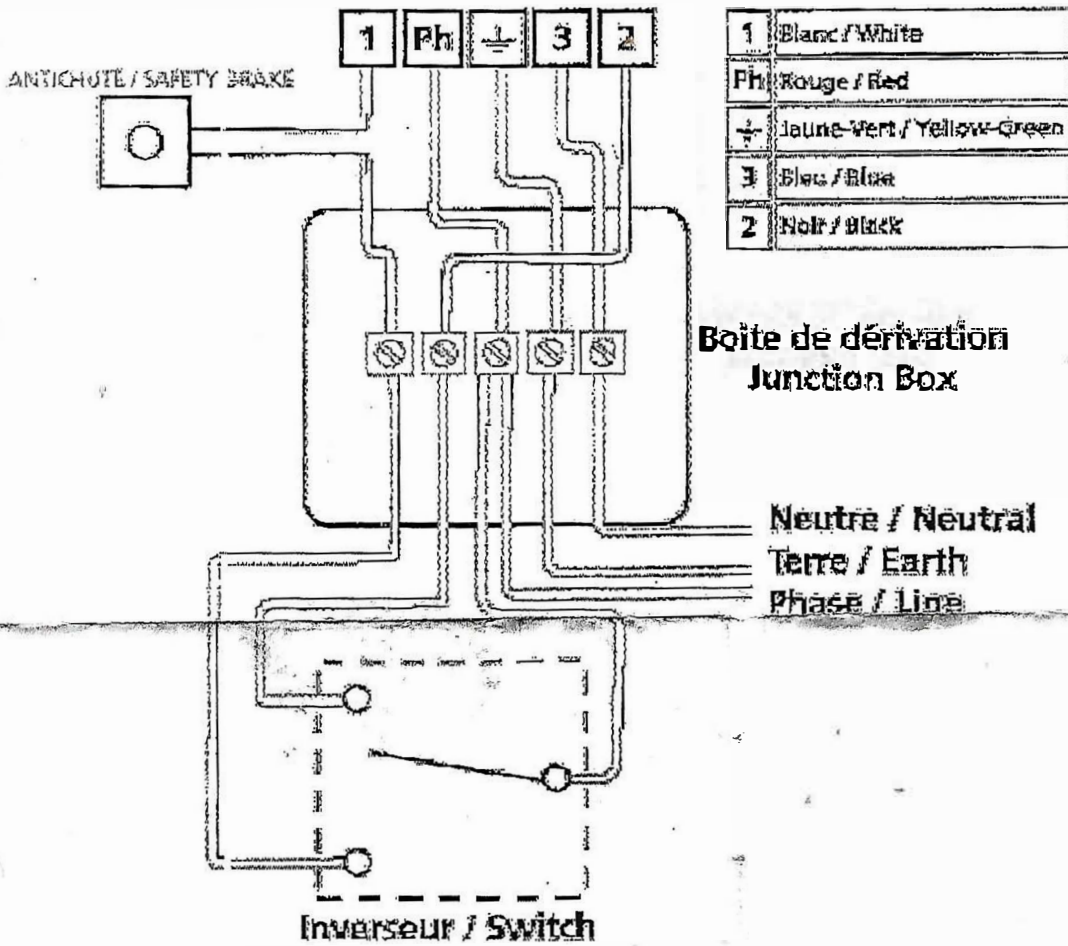 1 Ph ⏚ 3 2
ANTICHUTE / SAFETY BRAKE
1 Blanc / White
Ph Rouge / Red
⏚ Jaune-Vert / Yellow-Green
3 Bleu / Blue
2 Noir / Black
Boite de dérivation
Junction Box
Neutre / Neutral
Terre / Earth
Phase / Line
Inverseur / Switch